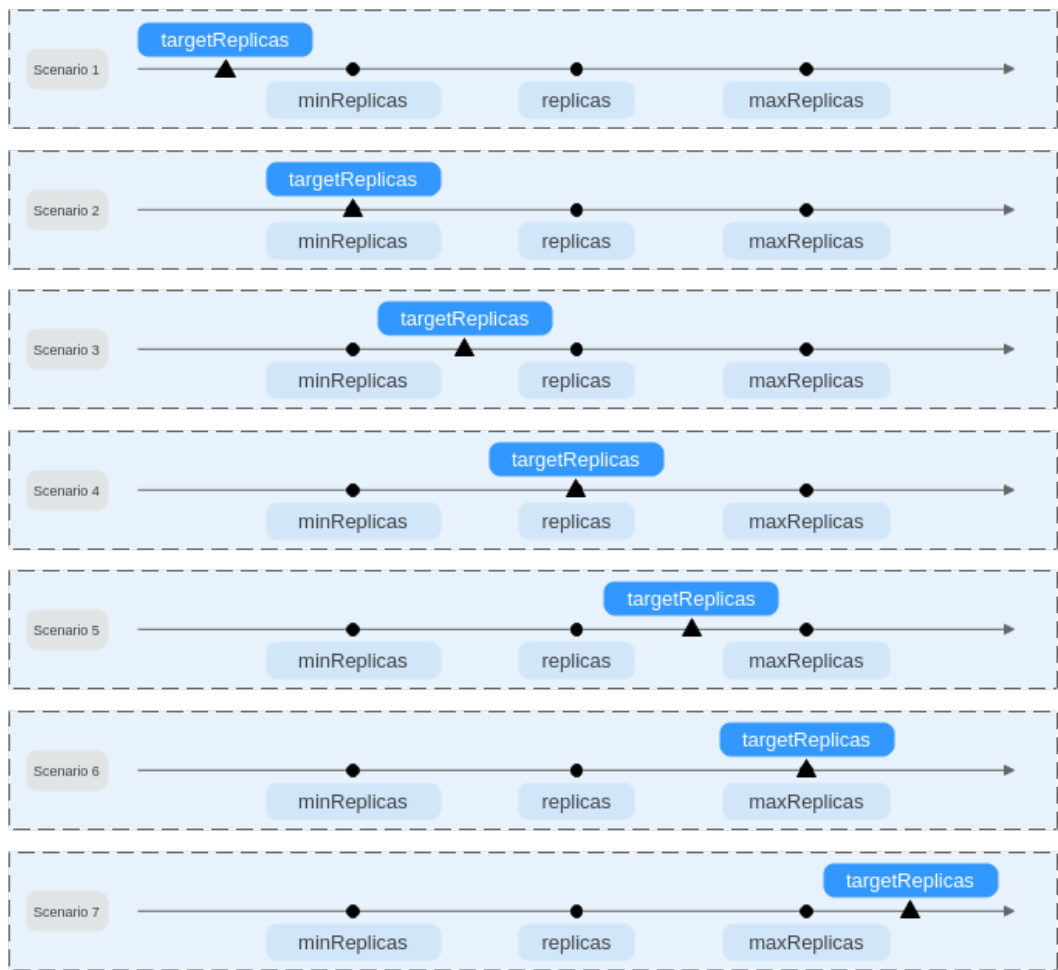 targetReplicas
Scenario 1
minReplicas replicas maxReplicas
targetReplicas
Scenario 2
minReplicas replicas maxReplicas
targetReplicas
Scenario 3
minReplicas replicas maxReplicas
targetReplicas
Scenario 4
minReplicas replicas maxReplicas
targetReplicas
Scenario 5
minReplicas replicas maxReplicas
targetReplicas
Scenario 6
minReplicas replicas maxReplicas
targetReplicas
Scenario 7
minReplicas replicas maxReplicas